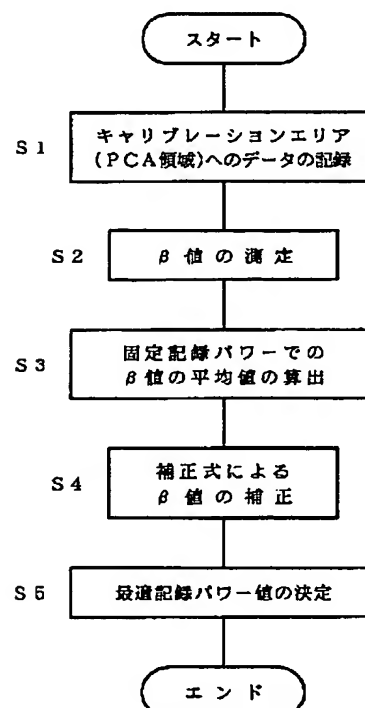 スタート
S1
キャリブレーションエリア
(PCA領域)へのデータの記録
S2
β値の測定
S3
固定記録パワーでの
β値の平均値の算出
S4
補正式による
β値の補正
S5
最適記録パワー値の決定
エンド